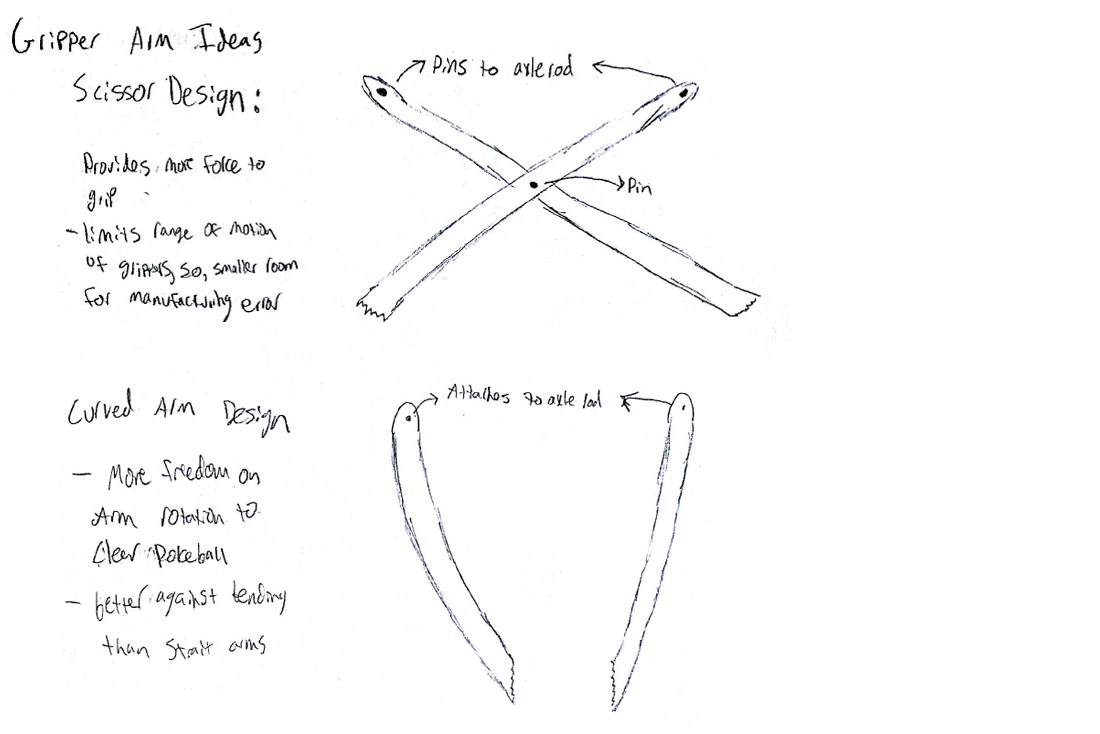 Gripper Arm Ideas
Scissor Design:
Pins to axle rod
Provides more force to
grip
Pin
- limits range of motion
of grippers, so, smaller room
for manufacturing error
Curved Arm Design
Attaches to axle rod
- More freedom on
Arm rotation to
Clear Pokeball
- better against bending
than Strait arms